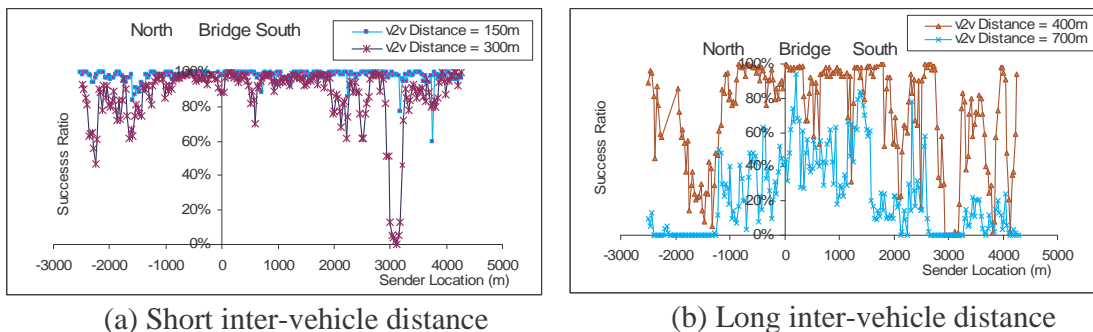 North Bridge South
v2v Distance = 150m
v2v Distance = 300m
100%
80%
60%
40%
20%
0%
Success Ratio
-3000 -2000 -1000 0 1000 2000 3000 4000 5000
Sender Location (m)
(a) Short inter-vehicle distance
v2v Distance = 400m
v2v Distance = 700m
North Bridge South
100%
80%
60%
40%
20%
0%
Success Ratio
-3000 -2000 -1000 0 1000 2000 3000 4000 5000
Sender Location (m)
(b) Long inter-vehicle distance